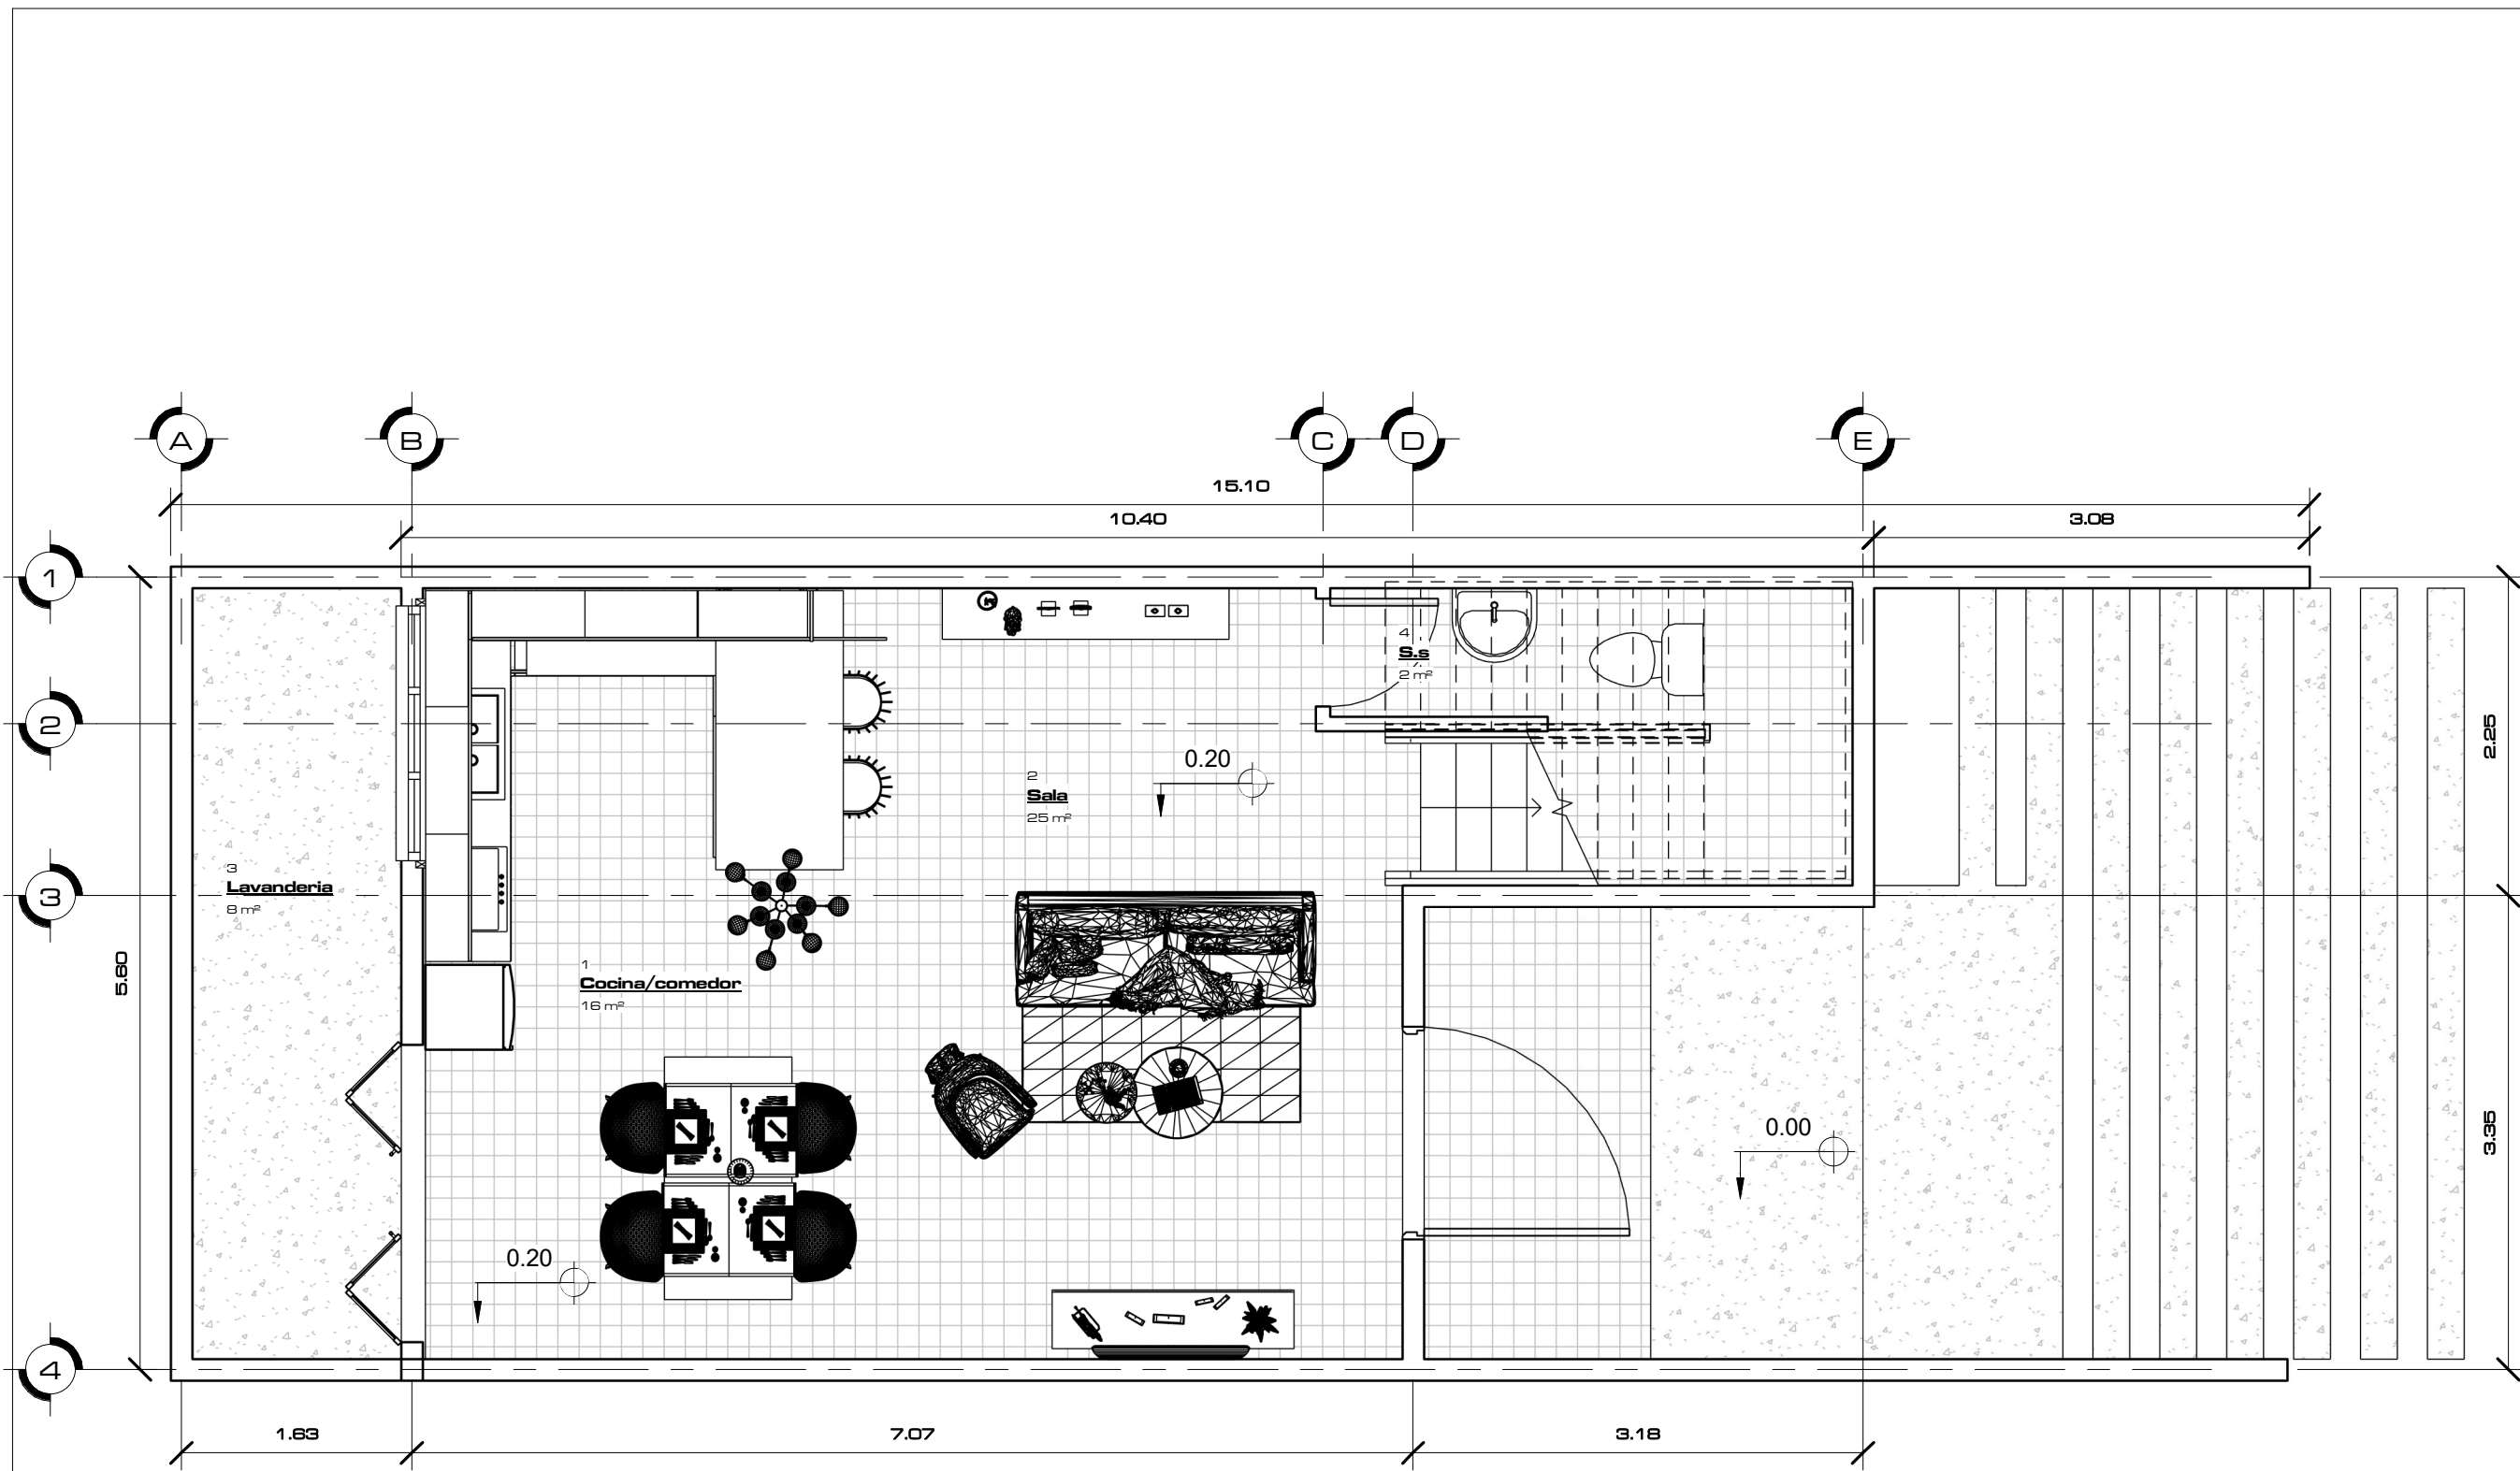 A
B
C
D
E
15.10
10.40
3.08
1
2
3
4
5.60
2.25
3.35
4
S.s
2 m²
0.20
2
Sala
25 m²
3
Lavanderia
8 m²
1
Cocina/comedor
16 m²
0.00
0.20
1.63
7.07
3.18